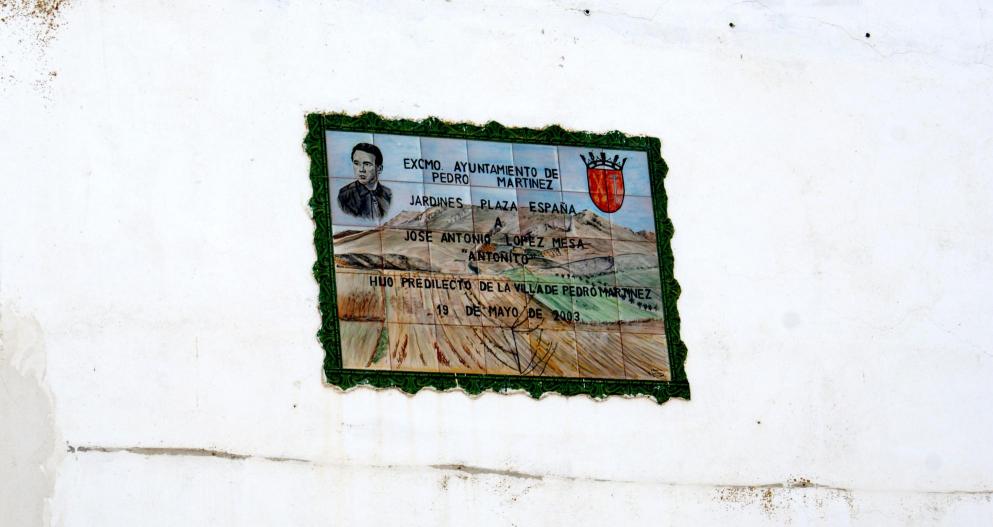 EXCMO. AYUNTAMIENTO DE
PEDRO MARTINEZ
JARDINES PLAZA ESPAÑA
A
JOSE ANTONIO LOPEZ MESA
"ANTOÑITO"
HIJO PREDILECTO DE LA VILLA DE PEDRO MARTINEZ
19 DE MAYO DE 2003